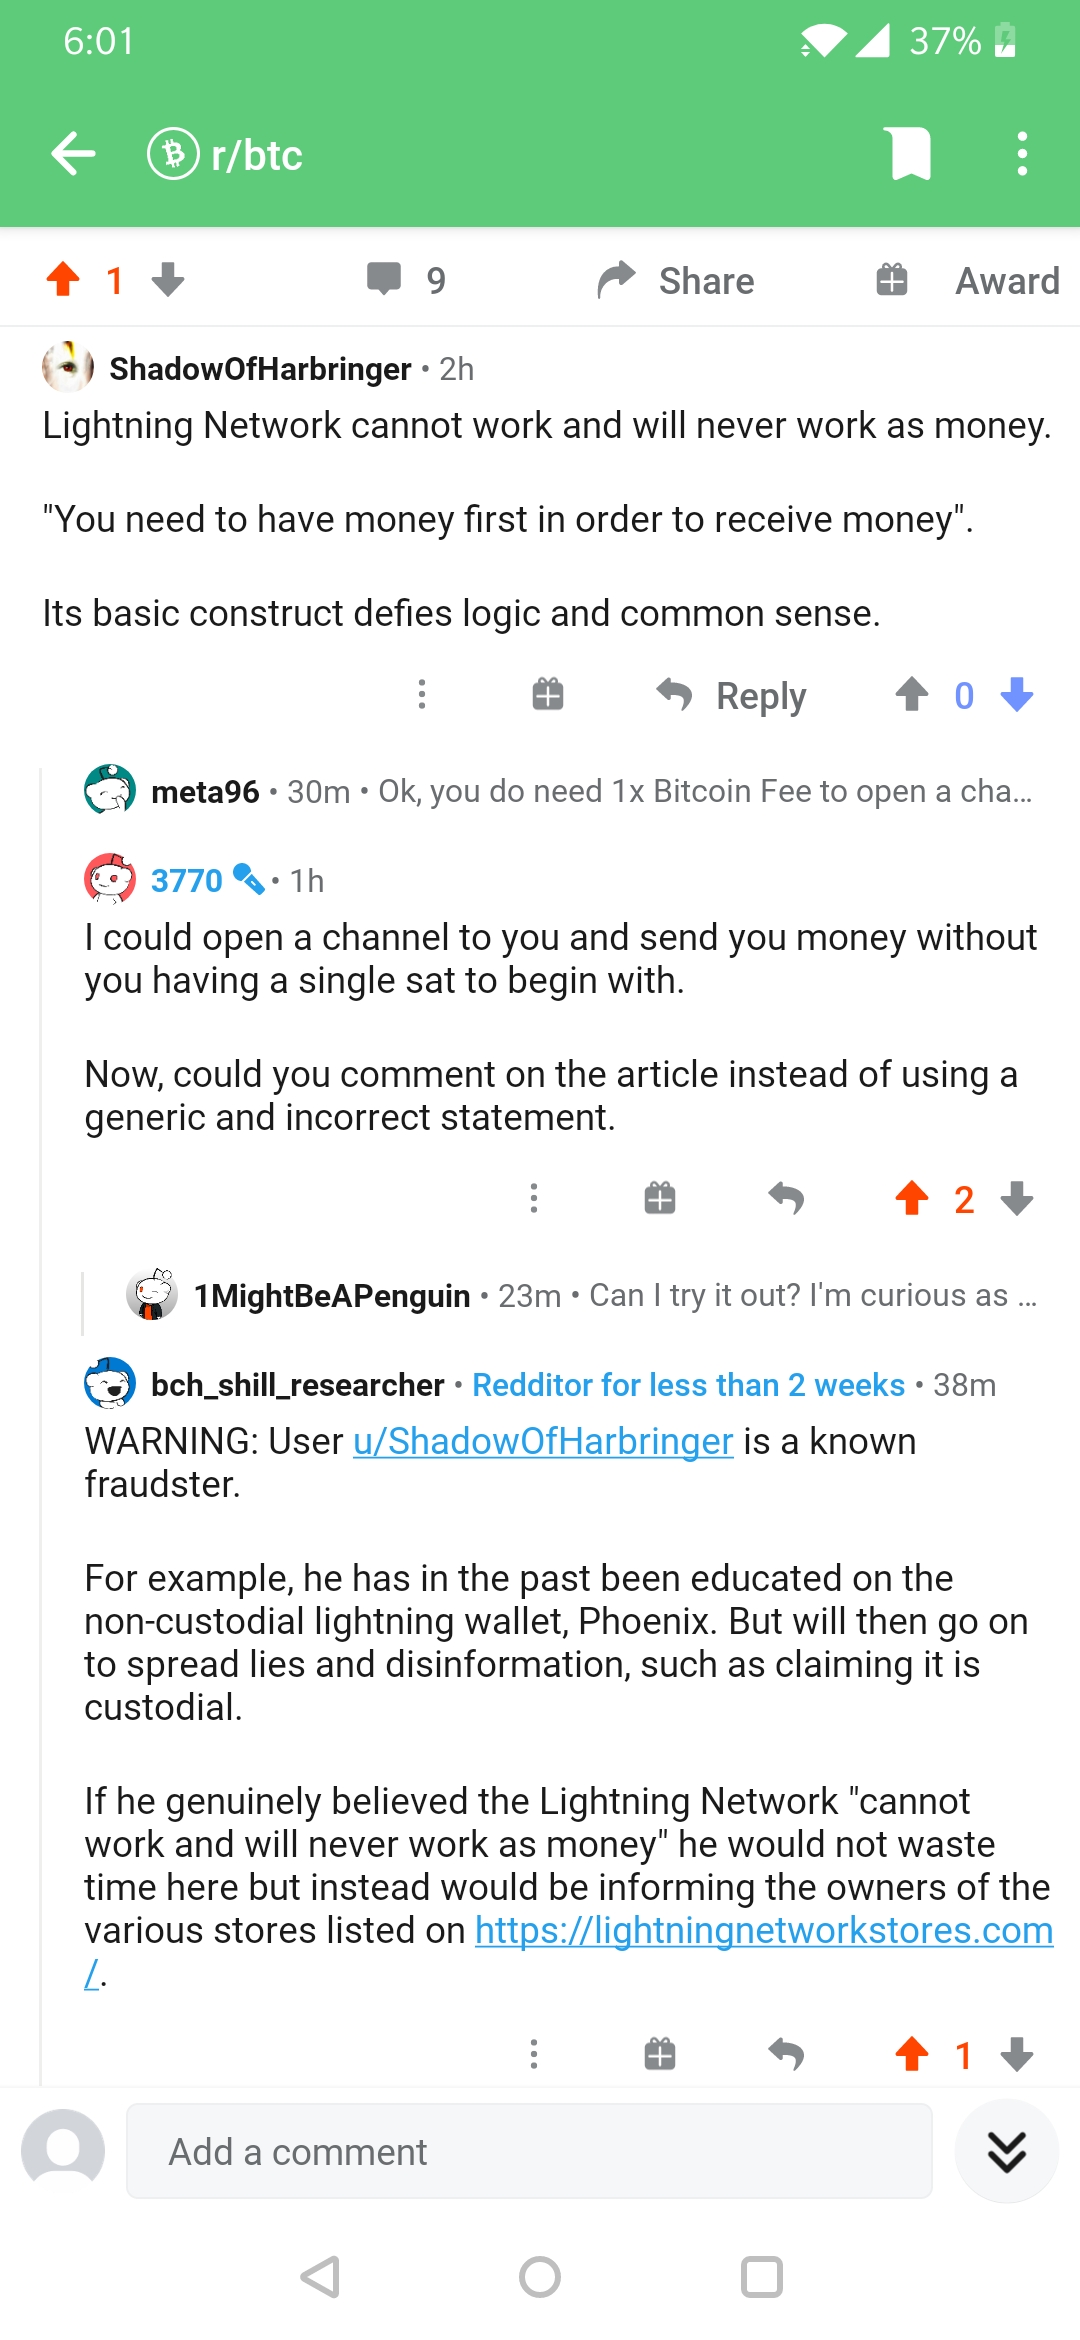 6:01
37%
r/btc
1
9
Share
Award
ShadowOfHarbringer • 2h
Lightning Network cannot work and will never work as money.
"You need to have money first in order to receive money".
Its basic construct defies logic and common sense.
Reply
0
meta96 • 30m • Ok, you do need 1x Bitcoin Fee to open a cha...
3770 • 1h
I could open a channel to you and send you money without
you having a single sat to begin with.
Now, could you comment on the article instead of using a
generic and incorrect statement.
2
1MightBeAPenguin • 23m • Can I try it out? I'm curious as ...
bch_shill_researcher • Redditor for less than 2 weeks • 38m
WARNING: User u/ShadowOfHarbringer is a known
fraudster.
For example, he has in the past been educated on the
non-custodial lightning wallet, Phoenix. But will then go on
to spread lies and disinformation, such as claiming it is
custodial.
If he genuinely believed the Lightning Network "cannot
work and will never work as money" he would not waste
time here but instead would be informing the owners of the
various stores listed on https://lightningnetworkstores.com
/.
1
Add a comment